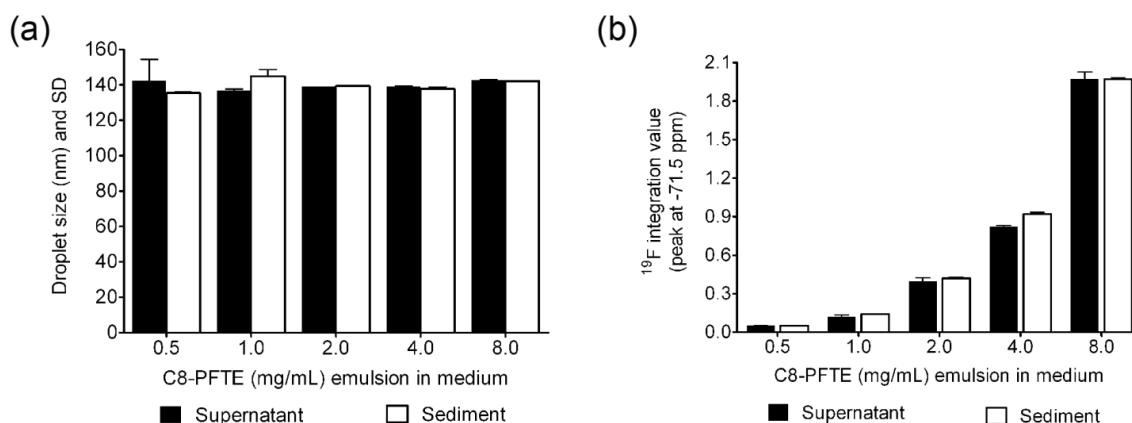 (a)
Droplet size (nm) and SD
160
140
120
100
80
60
40
20
0
0.5 1.0 2.0 4.0 8.0
C8-PFTE (mg/mL) emulsion in medium
Supernatant Sediment
(b)
¹⁹F integration value
(peak at -71.5 ppm)
2.1
1.8
1.5
1.2
0.9
0.6
0.3
0.0
0.5 1.0 2.0 4.0 8.0
C8-PFTE (mg/mL) emulsion in medium
Supernatant Sediment